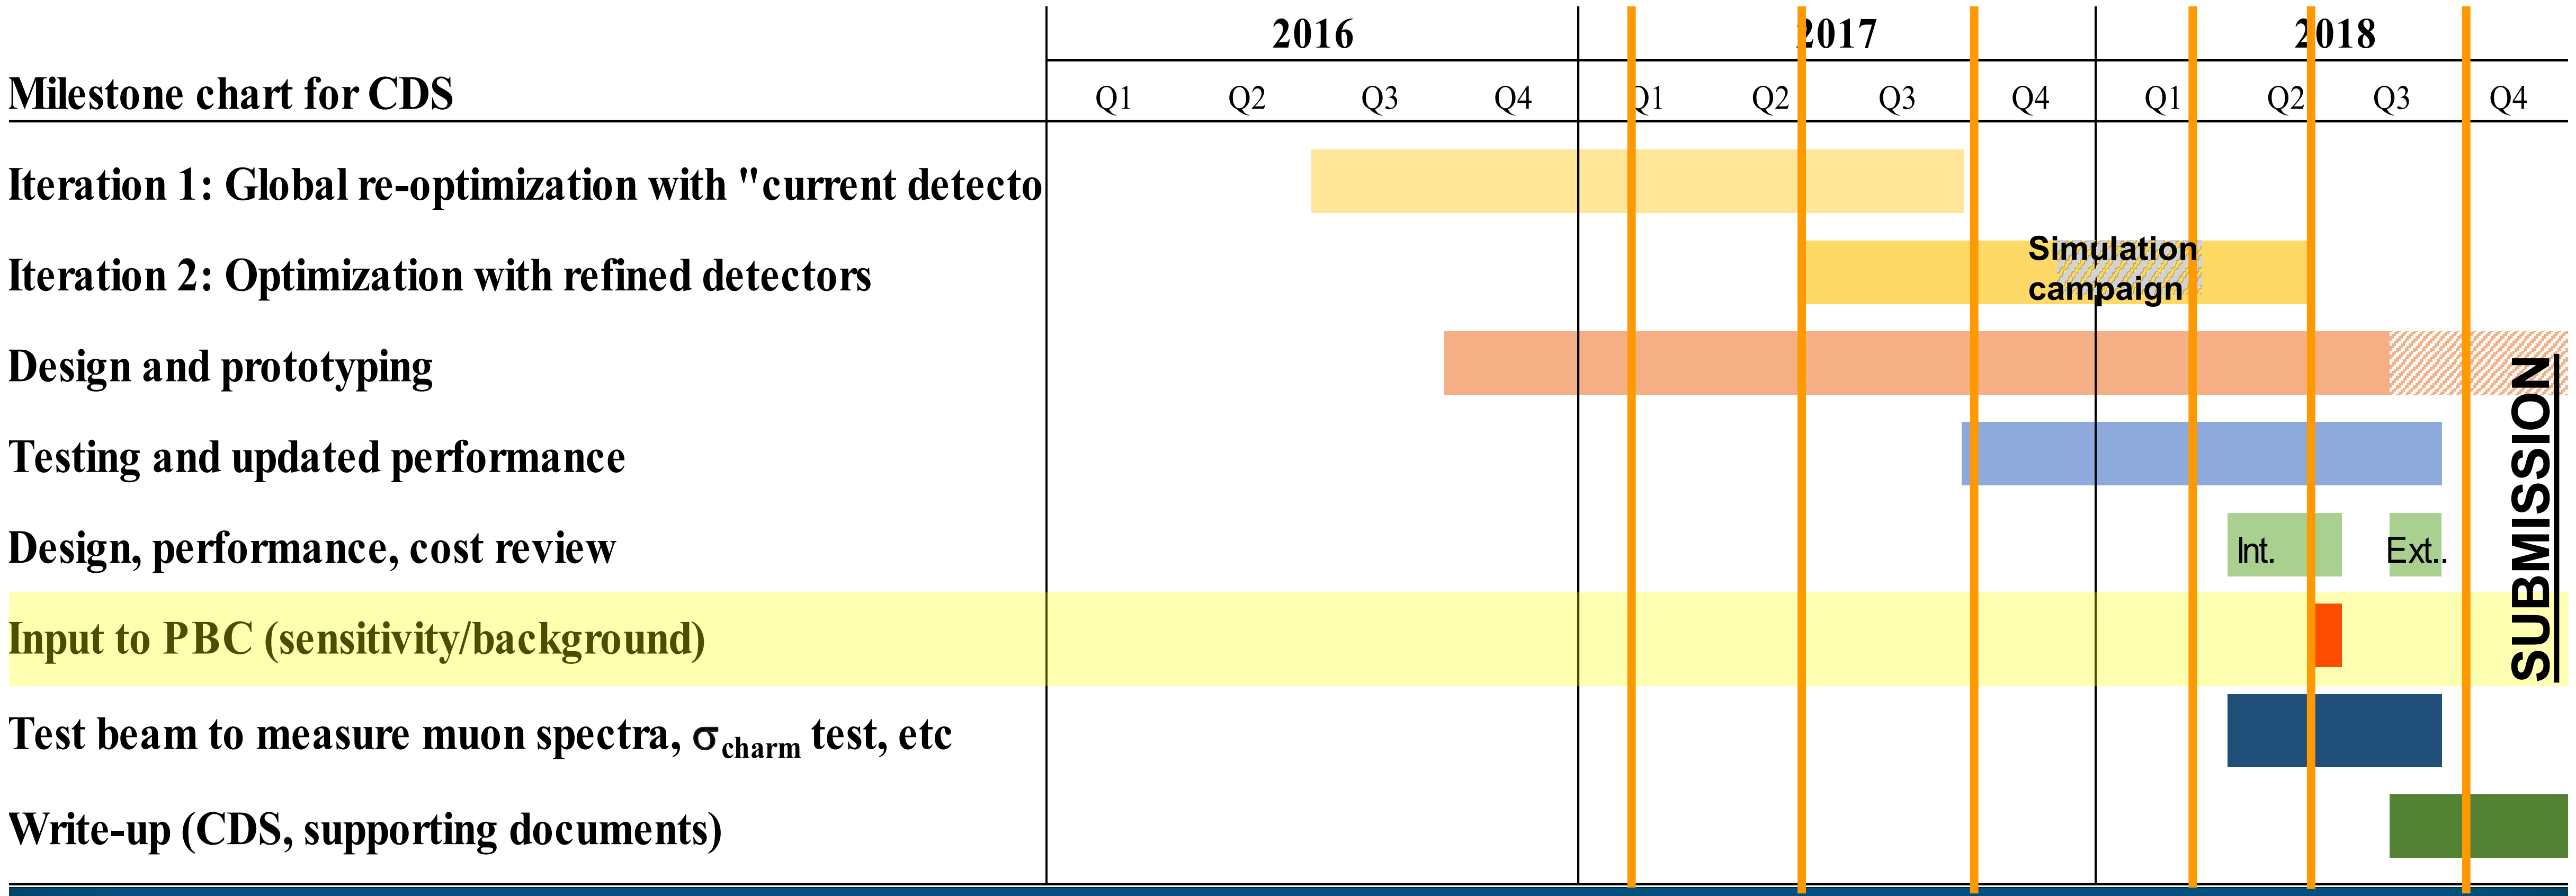 2016 2017 2018
Milestone chart for CDS Q1 Q2 Q3 Q4 Q1 Q2 Q3 Q4 Q1 Q2 Q3 Q4
Iteration 1: Global re-optimization with "current detecto
Iteration 2: Optimization with refined detectors
Simulation
campaign
Design and prototyping
Testing and updated performance
Design, performance, cost review Int. Ext..
SUBMISSION
Input to PBC (sensitivity/background)
Test beam to measure muon spectra, σcharm test, etc
Write-up (CDS, supporting documents)